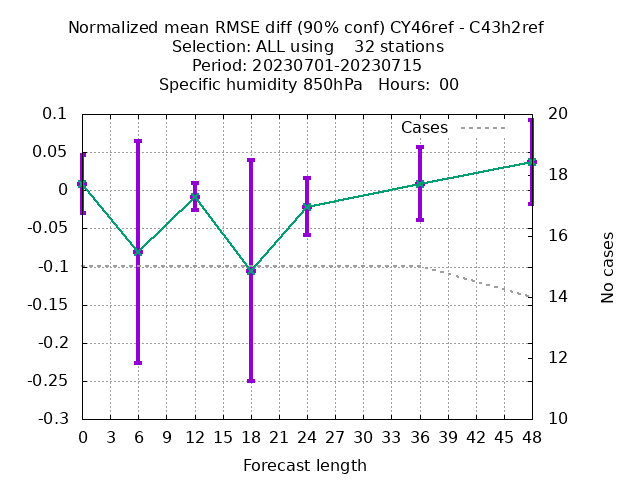 Normalized mean RMSE diff (90% conf) CY46ref - C43h2ref
Selection: ALL using    32 stations
Period: 20230701-20230715
Specific humidity 850hPa   Hours:  00
Cases
0.1
0.05
0
-0.05
-0.1
-0.15
-0.2
-0.25
-0.3
20
18
16
14
12
10
No cases
0 3 6 9 12 15 18 21 24 27 30 33 36 39 42 45 48
Forecast length